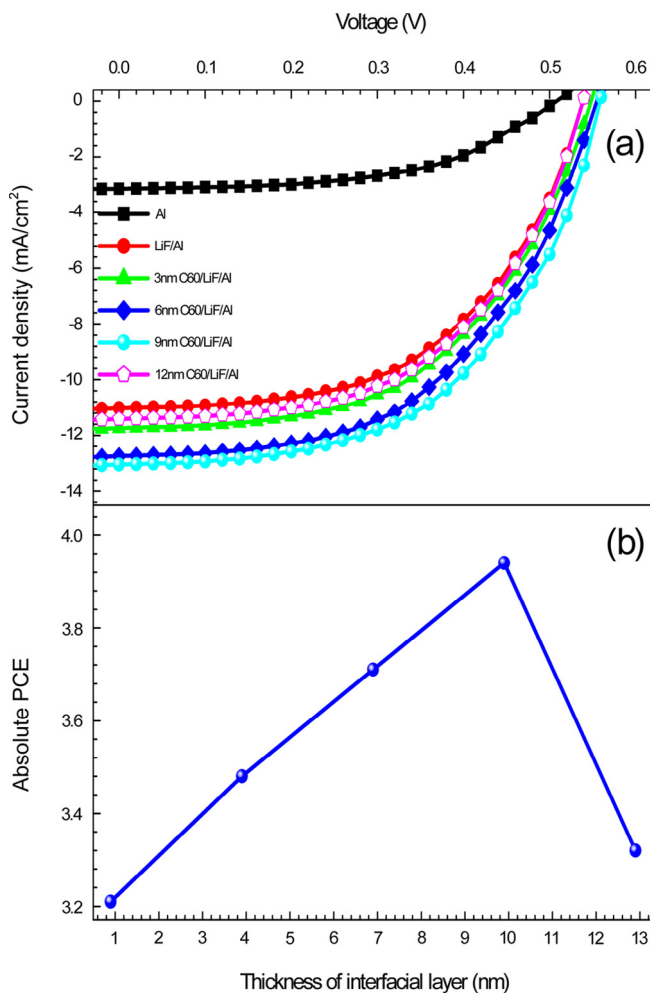 Voltage (V)
0.0 0.1 0.2 0.3 0.4 0.5 0.6
(a)
Current density (mA/cm²)
0
-2
-4
-6
-8
-10
-12
-14
Al
LiF/Al
3nm C60/LiF/Al
6nm C60/LiF/Al
9nm C60/LiF/Al
12nm C60/LiF/Al
(b)
Absolute PCE
4.0
3.8
3.6
3.4
3.2
1 2 3 4 5 6 7 8 9 10 11 12 13
Thickness of interfacial layer (nm)